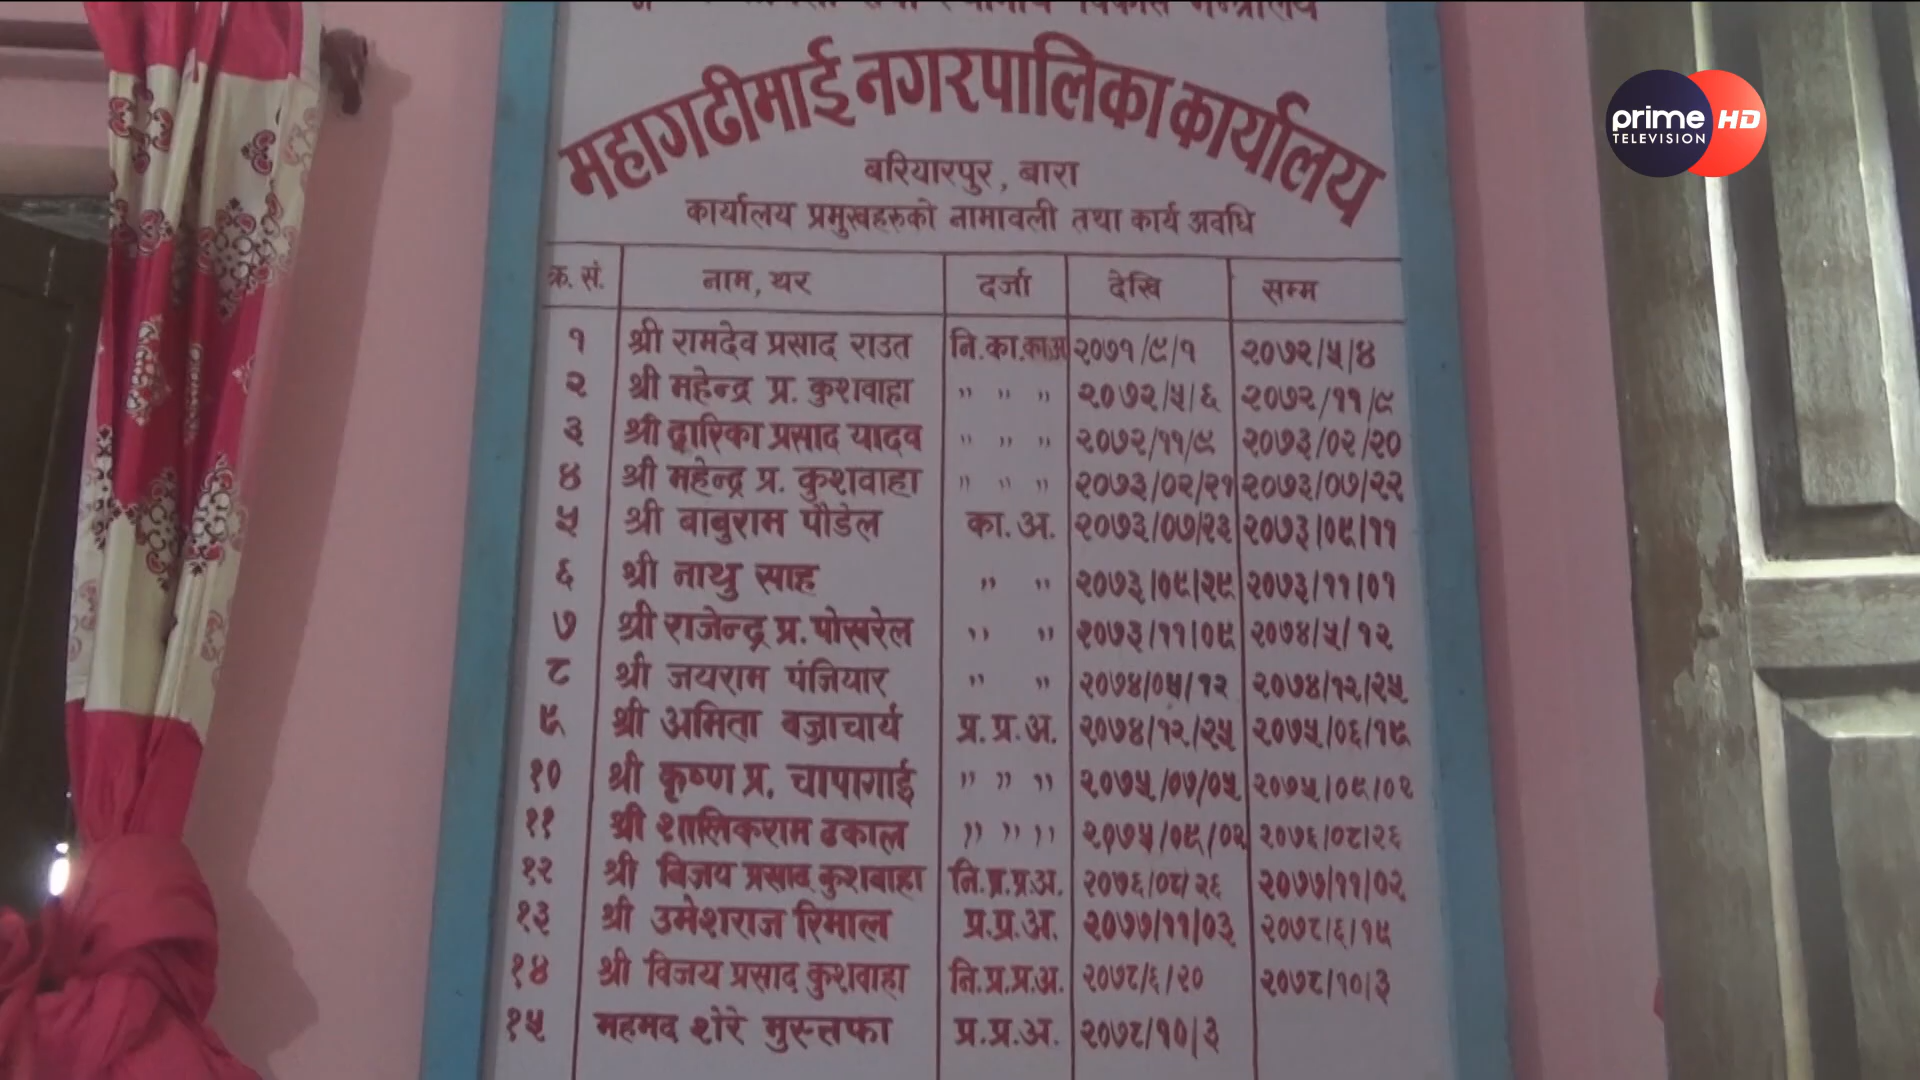 महागढीमाई नगरपालिका कार्यालय
prime HD
TELEVISION
बरियारपुर, बारा
कार्यालय प्रमुखहरुको नामावली तथा कार्य अवधि
क्र. सं. नाम, थर दर्जा देखि सम्म
१ श्री रामदेव प्रसाद राउत नि.का.का.अ २०७१/९/१ २०७२/५/४
२ श्री महेन्द्र प्र. कुशवाहा ,, ,, ,, २०७२/५/६ २०७२/११/९
३ श्री द्वारिका प्रसाद यादव ,, ,, ,, २०७२/११/९ २०७३/०२/२०
४ श्री महेन्द्र प्र. कुशवाहा ,, ,, ,, २०७३/०२/२१ २०७३/०७/२२
५ श्री बाबुराम पौडेल का. अ. २०७३/०७/२३ २०७३/०९/११
६ श्री नाथु साह ,, ,, २०७३/०९/२९ २०७३/११/०१
७ श्री राजेन्द्र प्र. पोखरेल ,, ,, २०७३/११/०९ २०७४/५/१२
८ श्री जयराम पंजियार ,, ,, २०७४/०५/१२ २०७४/१२/२५
९ श्री अमिता बज्राचार्य प्र. प्र. अ. २०७४/१२/२५ २०७५/०६/१९
१० श्री कृष्ण प्र. चापागाई ,, ,, ,, २०७५/०७/०५ २०७५/०९/०२
११ श्री शालिकराम ढकाल ,, ,, ,, २०७५/०९/०२ २०७६/०८/२६
१२ श्री बिजय प्रसाद कुशवाहा नि.प्र.प्र.अ. २०७६/०८/२६ २०७७/११/०२
१३ श्री उमेशराज रिमाल प्र.प्र.अ. २०७७/११/०३ २०७८/६/१५
१४ श्री विजय प्रसाद कुशवाहा नि.प्र.प्र.अ. २०७८/६/२० २०७८/१०/३
१५ महमद शेरे मुस्तफा प्र.प्र.अ. २०७८/१०/३